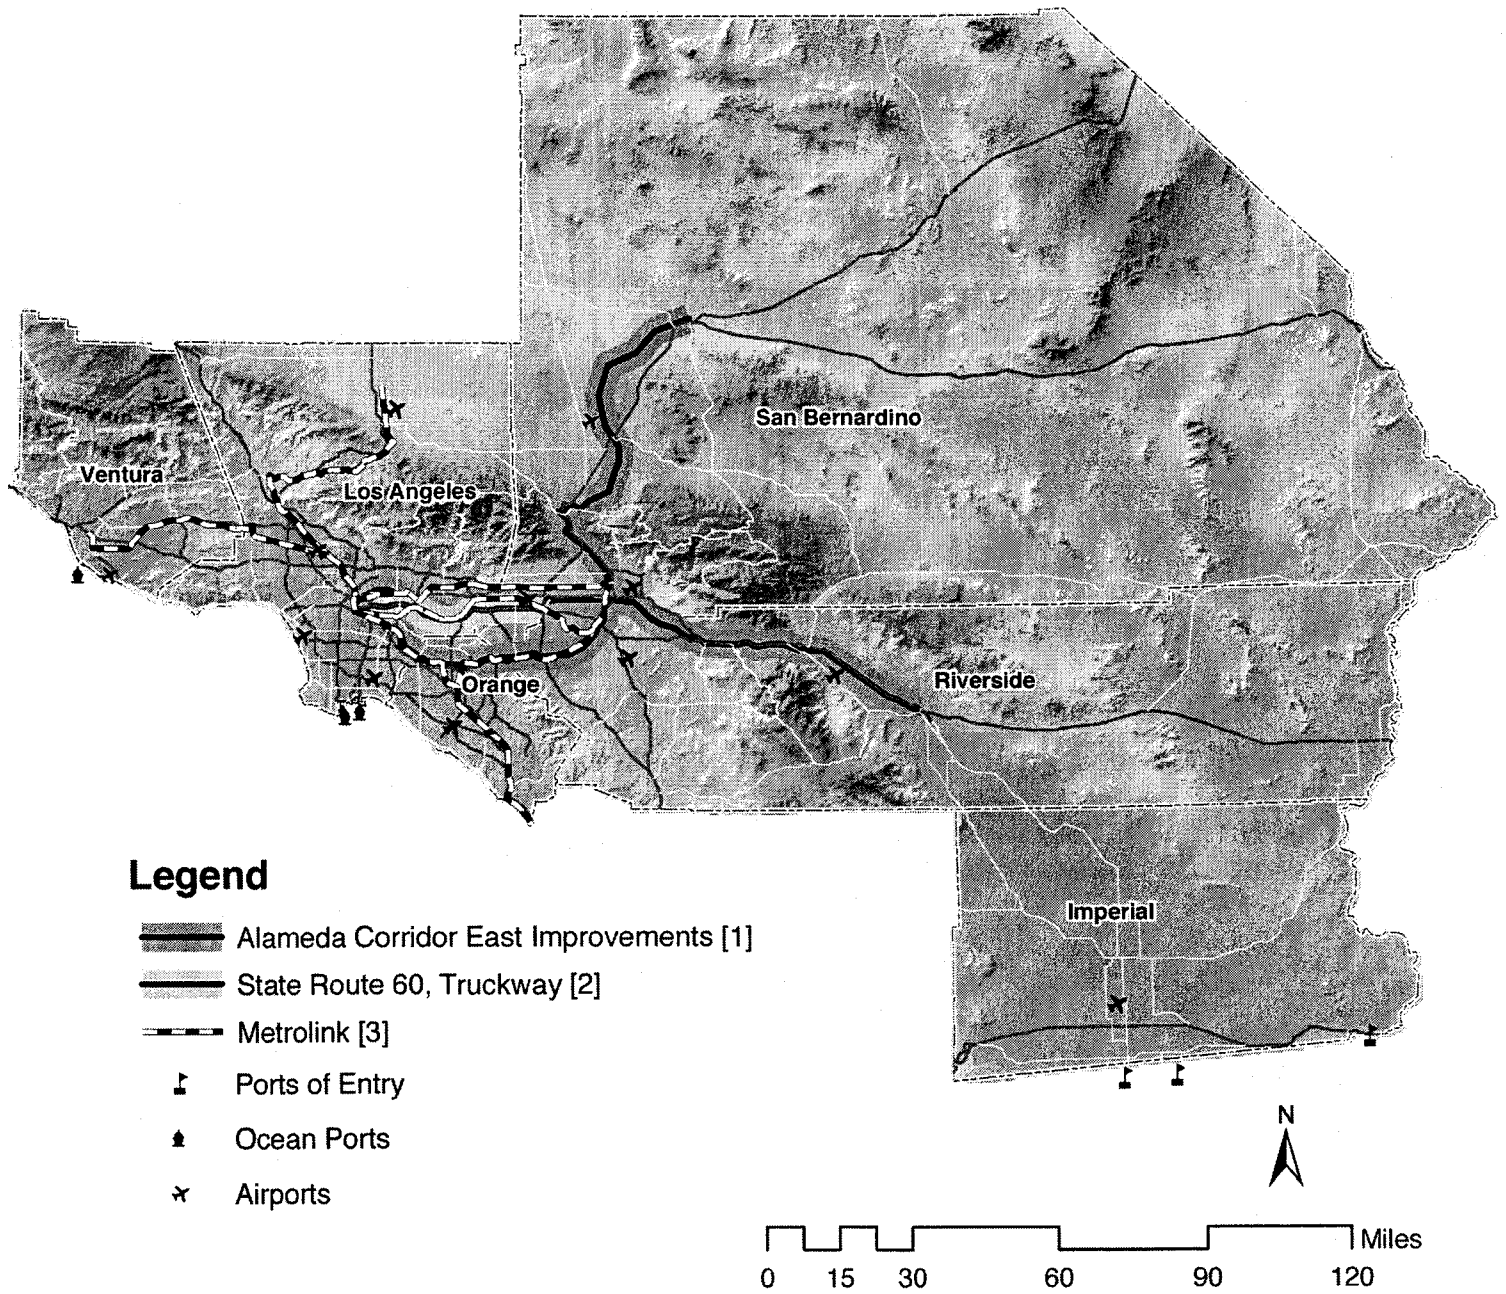 San Bernardino
Ventura
Los Angeles
Riverside
Orange
Imperial
Legend
Alameda Corridor East Improvements [1]
State Route 60, Truckway [2]
Metrolink [3]
Ports of Entry
Ocean Ports
Airports
N
Miles
0 15 30 60 90 120